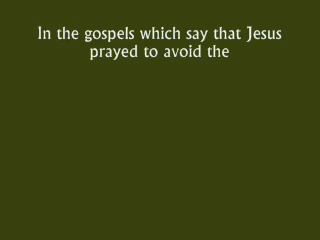 In the gospels which say that Jesus
prayed to avoid the